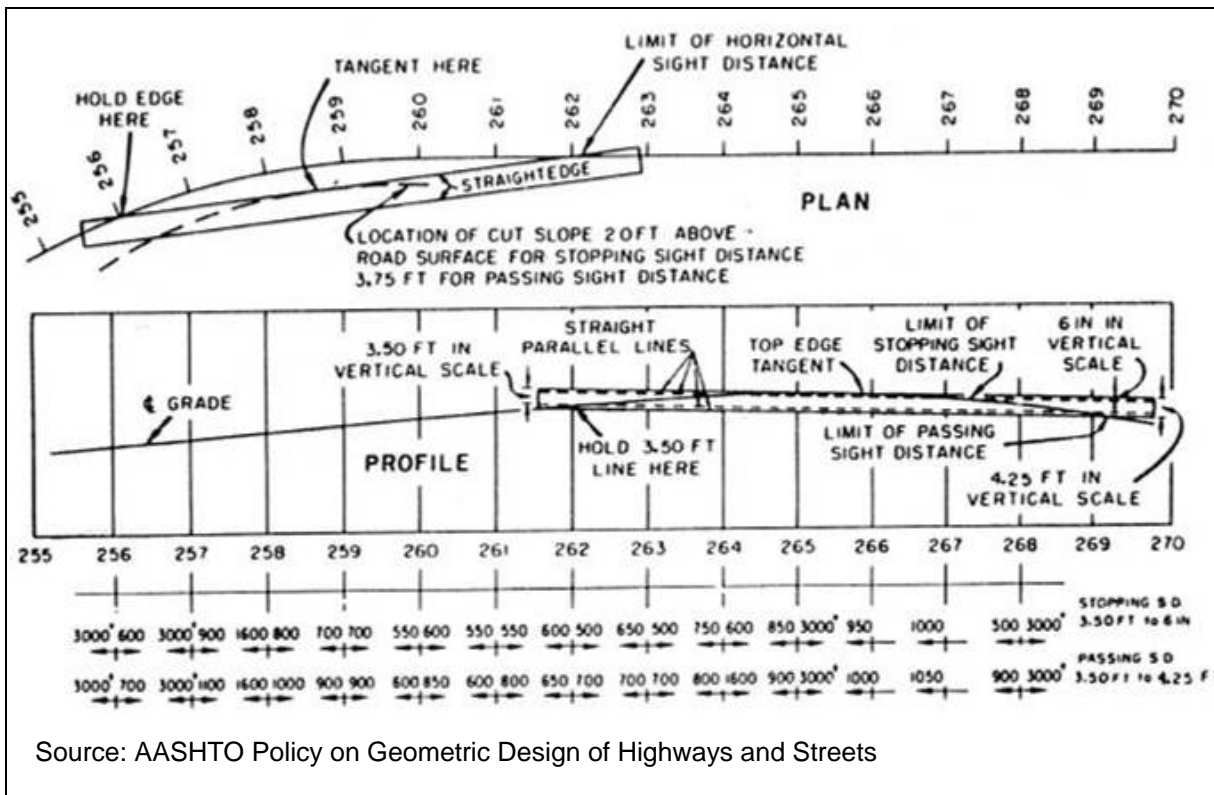 LIMIT OF HORIZONTAL
SIGHT DISTANCE
TANGENT HERE
HOLD EDGE
HERE
255
256
257
258
259
260
261
262
263
264
265
266
267
268
269
270
STRAIGHTEDGE
PLAN
LOCATION OF CUT SLOPE 20FT ABOVE
ROAD SURFACE FOR STOPPING SIGHT DISTANCE
3.75 FT FOR PASSING SIGHT DISTANCE
3.50 FT IN
VERTICAL SCALE
STRAIGHT
PARALLEL LINES
TOP EDGE
TANGENT
LIMIT OF
STOPPING SIGHT
DISTANCE
6 IN IN
VERTICAL
SCALE
℄ GRADE
PROFILE
HOLD 3.50 FT
LINE HERE
LIMIT OF PASSING
SIGHT DISTANCE
4.25 FT IN
VERTICAL SCALE
255 256 257 258 259 260 261 262 263 264 265 266 267 268 269 270
3000⁺ 600 3000⁺ 900 1600 800 700 700 550 600 550 550 600 500 650 500 750 600 850 3000⁺ 950 1000 500 3000⁺
STOPPING S D
3.50 FT to 6 IN
3000⁺ 700 3000⁺ 1100 1600 1000 900 900 600 850 600 800 650 700 700 700 800 1600 900 3000⁺ 1000 1050 900 3000⁺
PASSING S D
3.50 FT to 4.25 F
Source: AASHTO Policy on Geometric Design of Highways and Streets